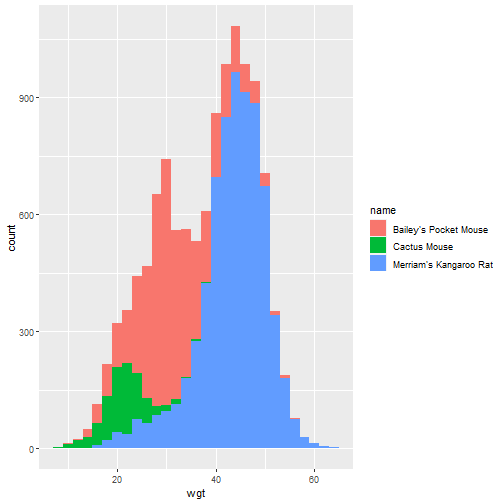 900
600
300
0
count
20
40
60
wgt
name
Bailey's Pocket Mouse
Cactus Mouse
Merriam's Kangaroo Rat